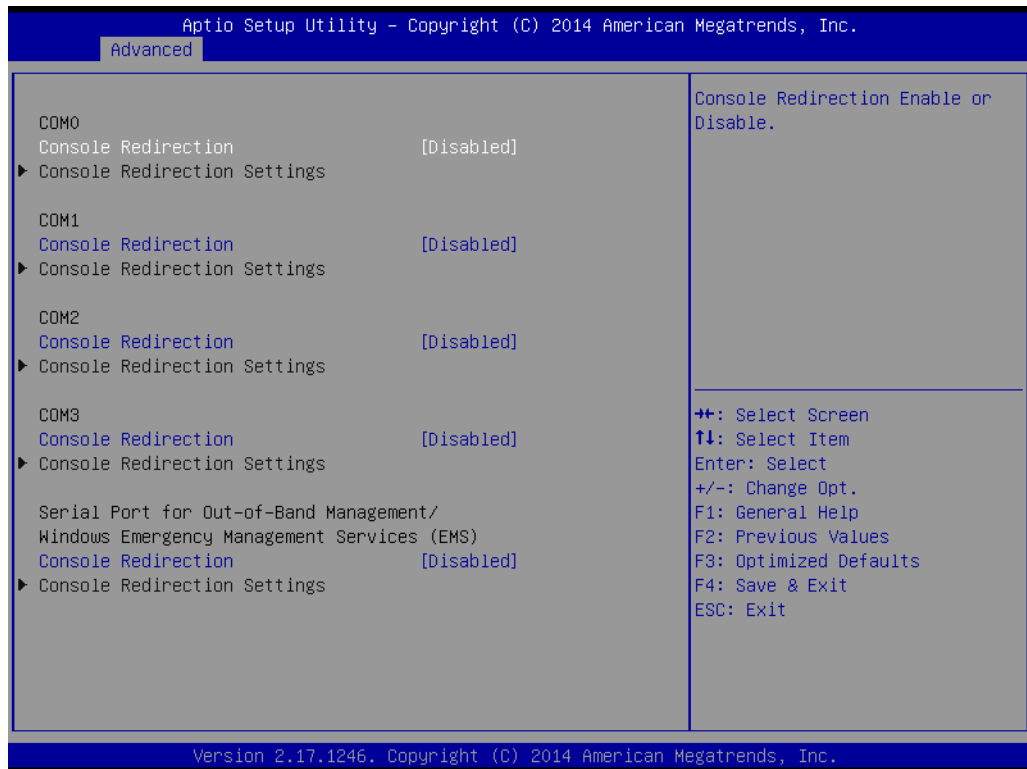 Aptio Setup Utility – Copyright (C) 2014 American Megatrends, Inc.
Advanced
COM0
Console Redirection [Disabled]
▶ Console Redirection Settings
COM1
Console Redirection [Disabled]
▶ Console Redirection Settings
COM2
Console Redirection [Disabled]
▶ Console Redirection Settings
COM3
Console Redirection [Disabled]
▶ Console Redirection Settings
Serial Port for Out-of-Band Management/
Windows Emergency Management Services (EMS)
Console Redirection [Disabled]
▶ Console Redirection Settings
Console Redirection Enable or
Disable.
→←: Select Screen
↑↓: Select Item
Enter: Select
+/-: Change Opt.
F1: General Help
F2: Previous Values
F3: Optimized Defaults
F4: Save & Exit
ESC: Exit
Version 2.17.1246. Copyright (C) 2014 American Megatrends, Inc.